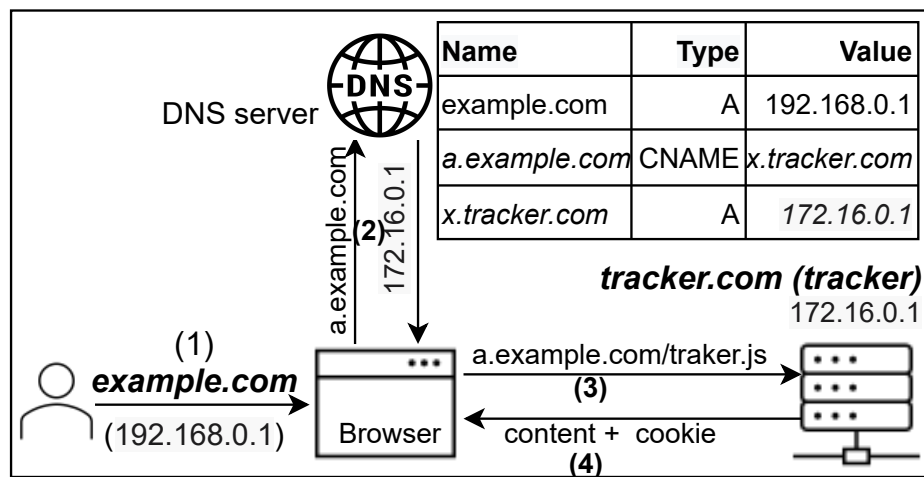 DNS
DNS server
Name Type Value
example.com A 192.168.0.1
a.example.com CNAME x.tracker.com
x.tracker.com A 172.16.0.1
a.example.com
(2)
172.16.0.1
tracker.com (tracker)
172.16.0.1
(1)
example.com
(192.168.0.1)
Browser
a.example.com/traker.js
(3)
content + cookie
(4)